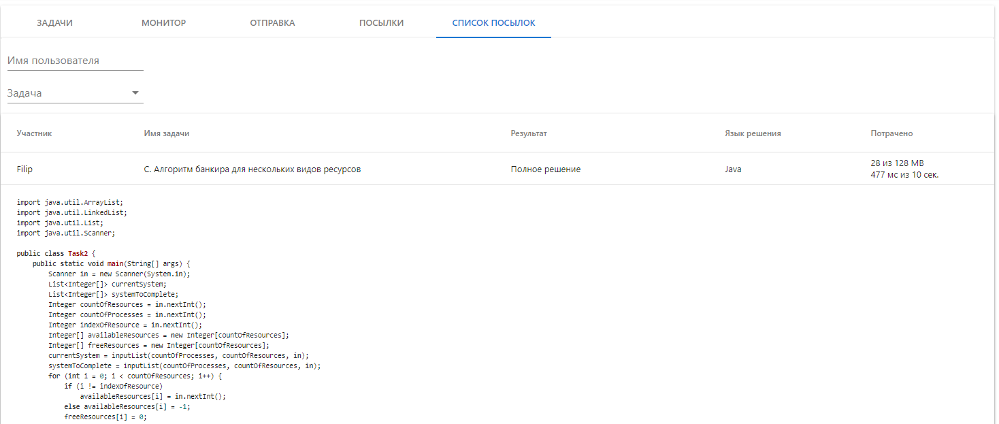 ЗАДАЧИ МОНИТОР ОТПРАВКА ПОСЫЛКИ СПИСОК ПОСЫЛОК
Имя пользователя
Задача
Участник Имя задачи Результат Язык решения Потрачено
Filip C. Алгоритм банкира для нескольких видов ресурсов Полное решение Java 28 из 128 MB
477 мс из 10 сек.
import java.util.ArrayList;
import java.util.LinkedList;
import java.util.List;
import java.util.Scanner;
public class Task2 {
    public static void main(String[] args) {
        Scanner in = new Scanner(System.in);
        List<Integer[]> currentSystem;
        List<Integer[]> systemToComplete;
        Integer countOfResources = in.nextInt();
        Integer countOfProcesses = in.nextInt();
        Integer indexOfResource = in.nextInt();
        Integer[] availableResources = new Integer[countOfResources];
        Integer[] freeResources = new Integer[countOfResources];
        currentSystem = inputList(countOfProcesses, countOfResources, in);
        systemToComplete = inputList(countOfProcesses, countOfResources, in);
        for (int i = 0; i < countOfResources; i++) {
            if (i != indexOfResource)
                availableResources[i] = in.nextInt();
            else availableResources[i] = -1;
            freeResources[i] = 0;